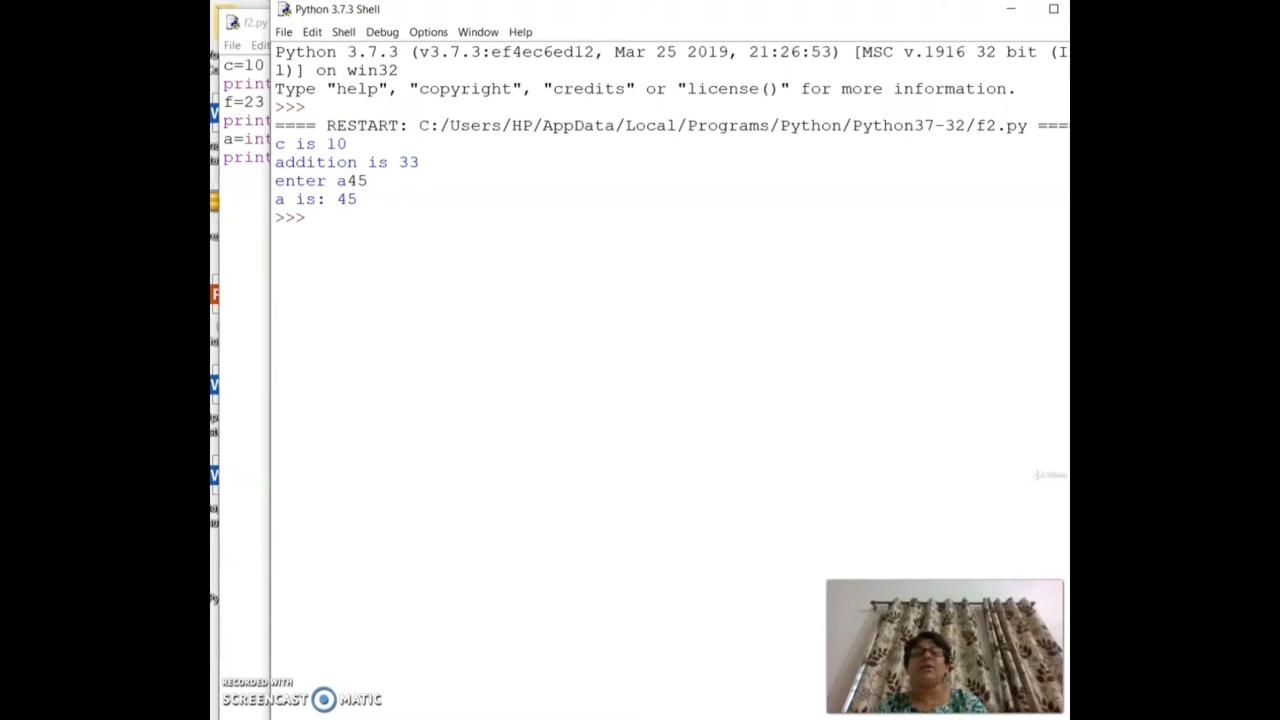 f2.py
File Edi
c=10
print
f=23
print
a=int
print
Python 3.7.3 Shell
File Edit Shell Debug Options Window Help
Python 3.7.3 (v3.7.3:ef4ec6ed12, Mar 25 2019, 21:26:53) [MSC v.1916 32 bit (I
l)] on win32
Type "help", "copyright", "credits" or "license()" for more information.
>>>
==== RESTART: C:/Users/HP/AppData/Local/Programs/Python/Python37-32/f2.py ====
c is 10
addition is 33
enter a45
a is: 45
>>>
RECORDED WITH
SCREENCAST MATIC